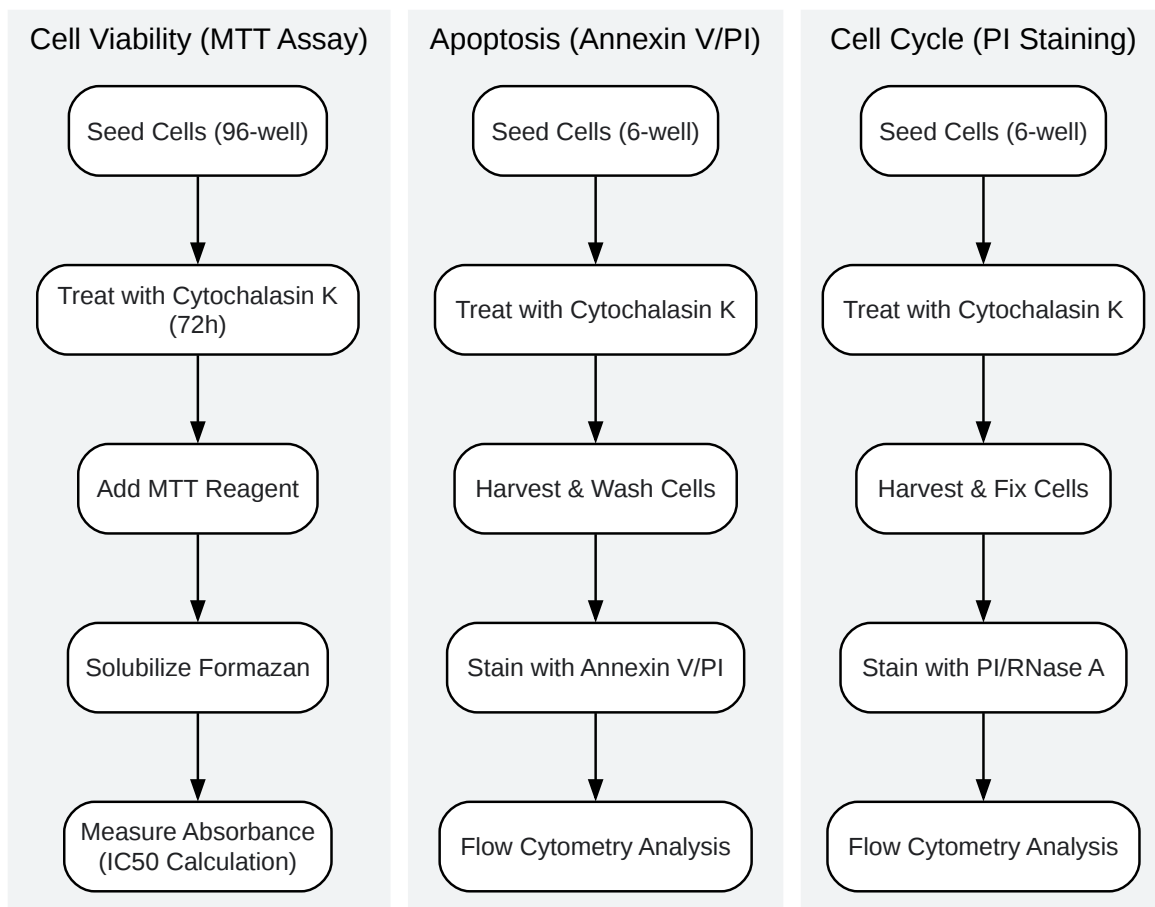 Cell Viability (MTT Assay)
Seed Cells (96-well)
Treat with Cytochalasin K
(72h)
Add MTT Reagent
Solubilize Formazan
Measure Absorbance
(IC50 Calculation)
Apoptosis (Annexin V/PI)
Seed Cells (6-well)
Treat with Cytochalasin K
Harvest & Wash Cells
Stain with Annexin V/PI
Flow Cytometry Analysis
Cell Cycle (PI Staining)
Seed Cells (6-well)
Treat with Cytochalasin K
Harvest & Fix Cells
Stain with PI/RNase A
Flow Cytometry Analysis